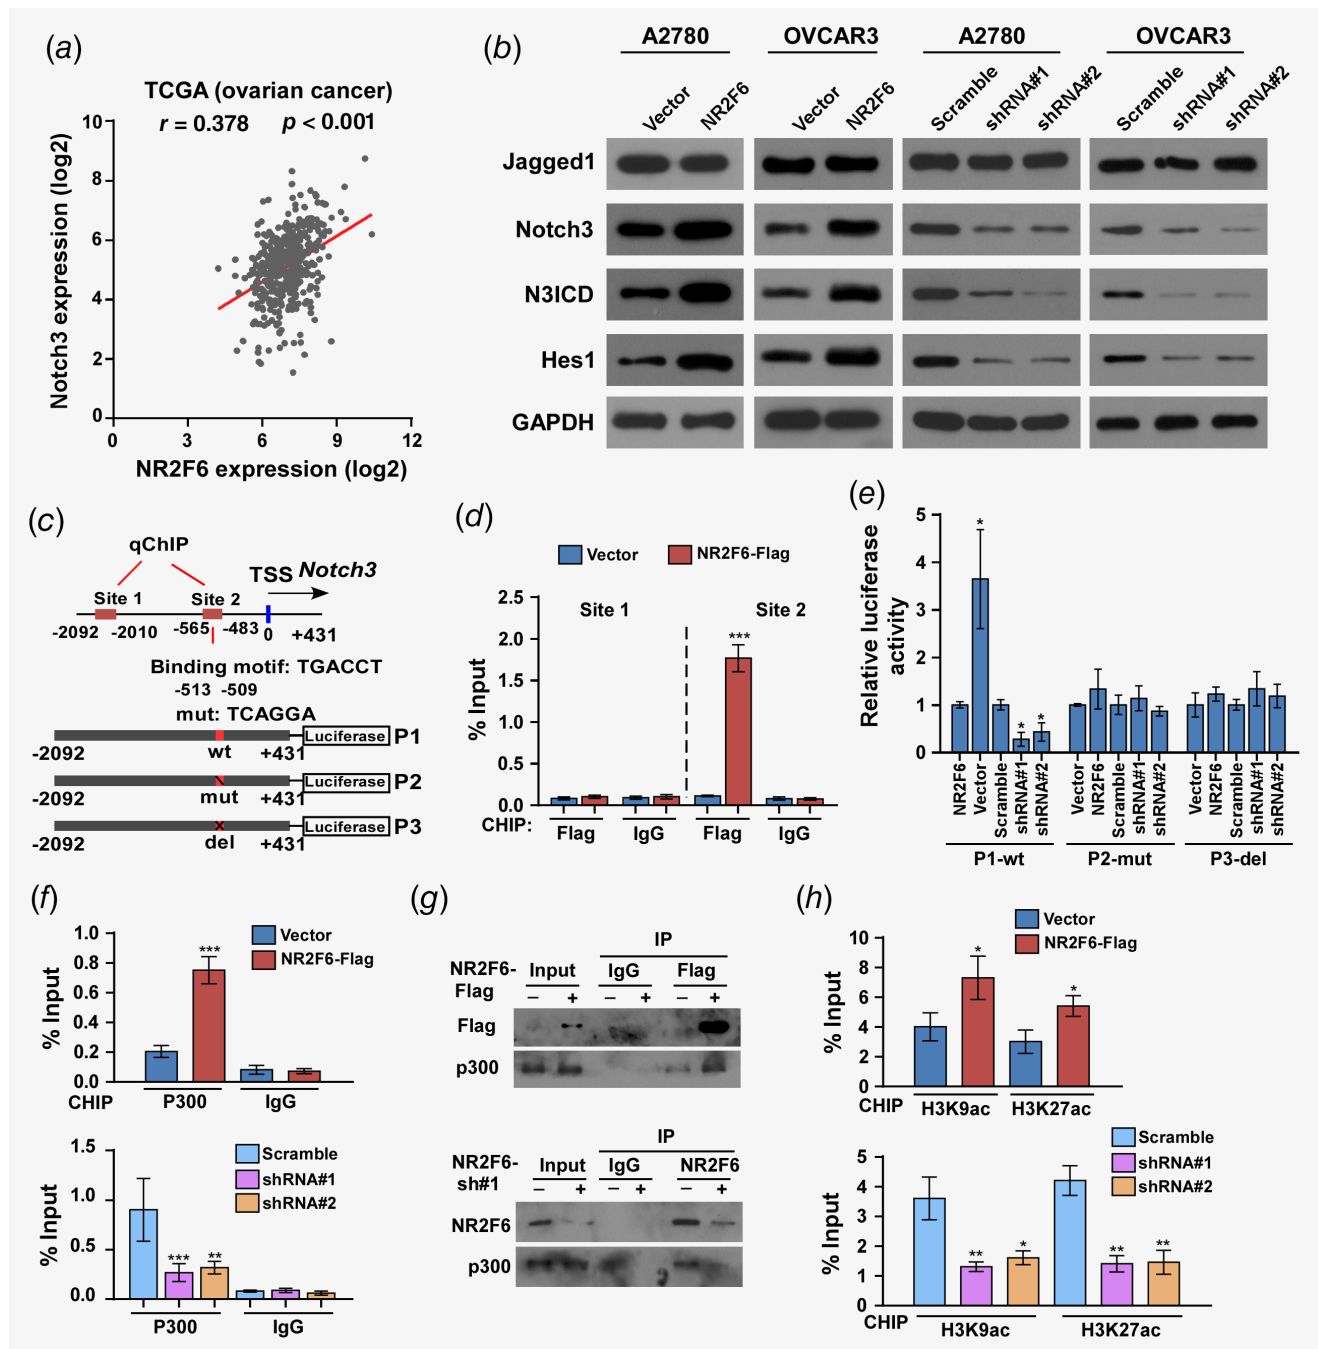 (a)
TCGA (ovarian cancer)
r = 0.378 p < 0.001
Notch3 expression (log2)
10
8
6
4
2
0
0 3 6 9 12
NR2F6 expression (log2)
(b)
A2780 OVCAR3 A2780 OVCAR3
Vector NR2F6 Vector NR2F6 Scramble shRNA#1 shRNA#2 Scramble shRNA#1 shRNA#2
Jagged1
Notch3
N3ICD
Hes1
GAPDH
(c)
qChIP
TSS Notch3
Site 1 Site 2
-2092 -2010 -565 -483 0 +431
Binding motif: TGACCT
-513 -509
mut: TCAGGA
Luciferase P1
-2092 wt +431
Luciferase P2
-2092 mut +431
Luciferase P3
-2092 del +431
(d)
Vector NR2F6-Flag
% Input
2.5
2.0
1.5
1.0
0.5
0.0
Site 1 Site 2
***
CHIP: Flag IgG Flag IgG
(e)
Relative luciferase
activity
5
4
3
2
1
0
* * *
NR2F6 Vector Scramble shRNA#1 shRNA#2 Vector NR2F6 Scramble shRNA#1 shRNA#2 Vector NR2F6 Scramble shRNA#1 shRNA#2
P1-wt P2-mut P3-del
(f)
Vector
NR2F6-Flag
% Input
1.0
0.8
0.6
0.4
0.2
0.0
***
CHIP P300 IgG
Scramble
shRNA#1
shRNA#2
% Input
1.5
1.0
0.5
0.0
*** **
P300 IgG
(g)
IP
NR2F6-
Flag
Input IgG Flag
– + – + – +
Flag
p300
IP
NR2F6-
sh#1
Input IgG NR2F6
– + – + – +
NR2F6
p300
(h)
Vector
NR2F6-Flag
% Input
10
8
6
4
2
0
* *
CHIP H3K9ac H3K27ac
Scramble
shRNA#1
shRNA#2
% Input
5
4
3
2
1
0
** * ** **
CHIP H3K9ac H3K27ac